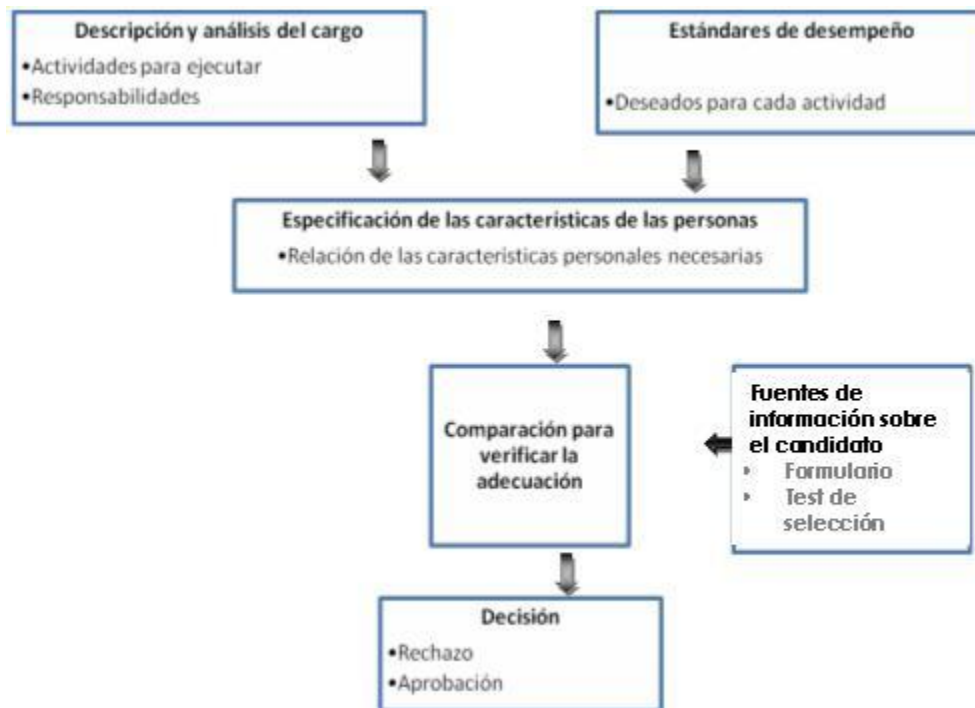 Descripción y análisis del cargo
•Actividades para ejecutar
•Responsabilidades
Estándares de desempeño
•Deseados para cada actividad
Especificación de las características de las personas
•Relación de las características personales necesarias
Comparación para
verificar la
adecuación
Fuentes de
información sobre
el candidato
• Formulario
• Test de
selección
Decisión
•Rechazo
•Aprobación